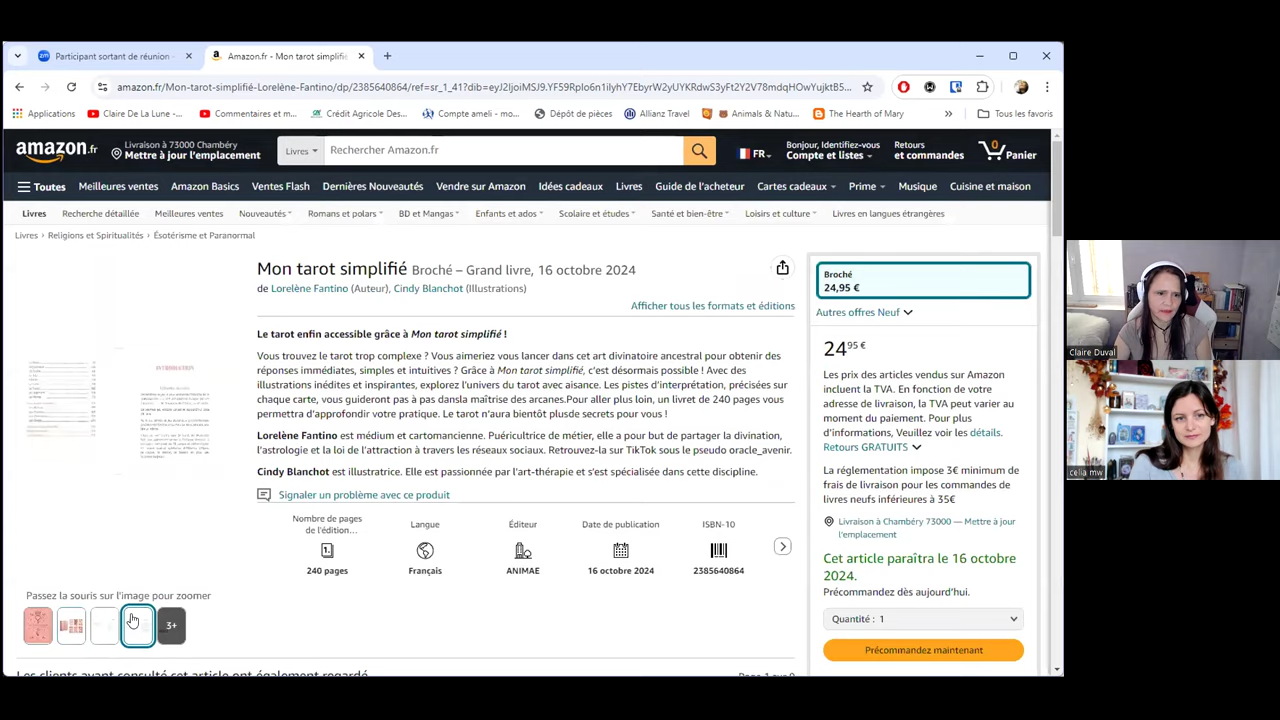 Participant sortant de réunion -
Amazon.fr - Mon tarot simplifi
amazon.fr/Mon-tarot-simplifié-Lorelène-Fantino/dp/2385640864/ref=sr_1_41?dib=
Applications
Claire De La Lune -...
Commentaires et m...
Crédit Agricole Des...
Compte ameli - mo...
Dépôt de pièces
Allianz Travel
Animals & Natu...
The Hearth of Mary
Tous les favoris
amazon.fr
Livraison à 73000 Chambéry
Mettre à jour l'emplacement
Livres
Rechercher Amazon.fr
FR
Bonjour, Identifiez-vous
Compte et listes
Retours
et commandes
0
Panier
Toutes
Meilleures ventes
Amazon Basics
Ventes Flash
Dernières Nouveautés
Vendre sur Amazon
Idées cadeaux
Livres
Guide de l'acheteur
Cartes cadeaux
Prime
Musique
Cuisine et maison
Livres
Recherche détaillée
Meilleures ventes
Nouveautés
Romans et polars
BD et Mangas
Enfants et ados
Scolaire et études
Santé et bien-être
Loisirs et culture
Livres en langues étrangères
Livres › Religions et Spiritualités › Ésotérisme et Paranormal
Mon tarot simplifié Broché – Grand livre, 16 octobre 2024
de Lorelène Fantino (Auteur), Cindy Blanchot (Illustrations)
Afficher tous les formats et éditions
Le tarot enfin accessible grâce à Mon tarot simplifié !
Vous trouvez le tarot trop complexe ? Vous aimeriez vous lancer dans cet art divinatoire ancestral pour obtenir des
réponses immédiates, simples et intuitives ? Grâce à Mon tarot simplifié, c'est désormais possible ! Avec des
illustrations inédites et inspirantes, explorez l'univers du tarot avec aisance. Les pistes d'interprétation, précisées sur
chaque carte, vous guideront pas à pas dans la maîtrise des arcanes.Pour aller plus loin, un livret de 240 pages vous
permettra d'approfondir votre pratique. Le tarot n'aura bientôt plusde secrets pour vous !
Lorelène Fantino est médium et cartomancienne. Puéricultrice de métier, elle a pour but de partager la divination,
l'astrologie et la loi de l'attraction à travers les réseaux sociaux. Retrouvez-la sur TikTok sous le pseudo oracle_avenir.
Cindy Blanchot est illustratrice. Elle est passionnée par l'art-thérapie et s'est spécialisée dans cette discipline.
Signaler un problème avec ce produit
Nombre de pages
de l'édition...
240 pages
Langue
Français
Éditeur
ANIMAE
Date de publication
16 octobre 2024
ISBN-10
2385640864
INTRODUCTION
Passez la souris sur l'image pour zoomer
3+
Les clients ayant consulté cet article ont également regardé
Page 1 sur 9
Broché
24,95 €
Autres offres Neuf
24 95 €
Les prix des articles vendus sur Amazon
incluent la TVA. En fonction de votre
adresse de livraison, la TVA peut varier au
moment du paiement. Pour plus
d'informations, Veuillez voir les détails.
Retours GRATUITS
La réglementation impose 3€ minimum de
frais de livraison pour les commandes de
livres neufs inférieures à 35€
Livraison à Chambéry 73000 — Mettre à jour
l'emplacement
Cet article paraîtra le 16 octobre
2024.
Précommandez dès aujourd'hui.
Quantité : 1
Précommandez maintenant
Claire Duval
celia mw